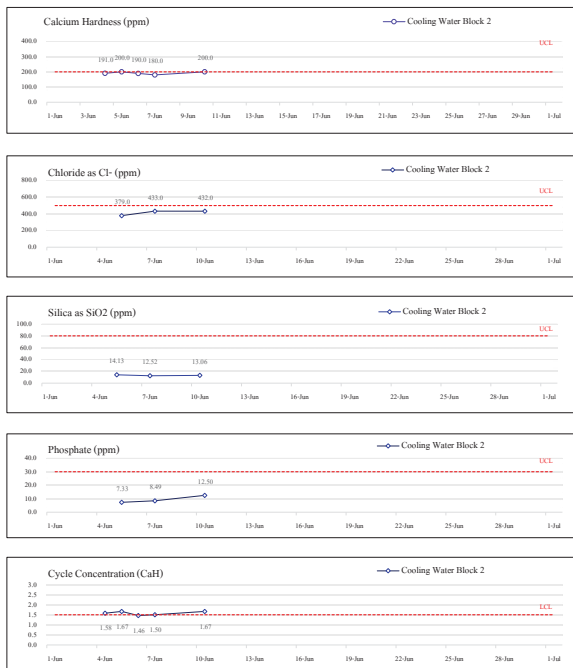 Calcium Hardness (ppm)
Cooling Water Block 2
UCL
400.0
300.0
200.0
100.0
0.0
191.0 200.0 190.0 180.0 200.0
1-Jun 3-Jun 5-Jun 7-Jun 9-Jun 11-Jun 13-Jun 15-Jun 17-Jun 19-Jun 21-Jun 23-Jun 25-Jun 27-Jun 29-Jun 1-Jul
Chloride as Cl- (ppm)
Cooling Water Block 2
UCL
800.0
600.0
400.0
200.0
0.0
379.0 433.0 432.0
1-Jun 4-Jun 7-Jun 10-Jun 13-Jun 16-Jun 19-Jun 22-Jun 25-Jun 28-Jun 1-Jul
Silica as SiO2 (ppm)
Cooling Water Block 2
UCL
100.0
80.0
60.0
40.0
20.0
0.0
14.13 12.52 13.06
1-Jun 4-Jun 7-Jun 10-Jun 13-Jun 16-Jun 19-Jun 22-Jun 25-Jun 28-Jun 1-Jul
Phosphate (ppm)
Cooling Water Block 2
UCL
40.0
30.0
20.0
10.0
0.0
7.33 8.49 12.50
1-Jun 4-Jun 7-Jun 10-Jun 13-Jun 16-Jun 19-Jun 22-Jun 25-Jun 28-Jun 1-Jul
Cycle Concentration (CaH)
Cooling Water Block 2
3.0
2.5
2.0
1.5
1.0
0.5
0.0
LCL
1.58 1.67 1.46 1.50 1.67
1-Jun 4-Jun 7-Jun 10-Jun 13-Jun 16-Jun 19-Jun 22-Jun 25-Jun 28-Jun 1-Jul